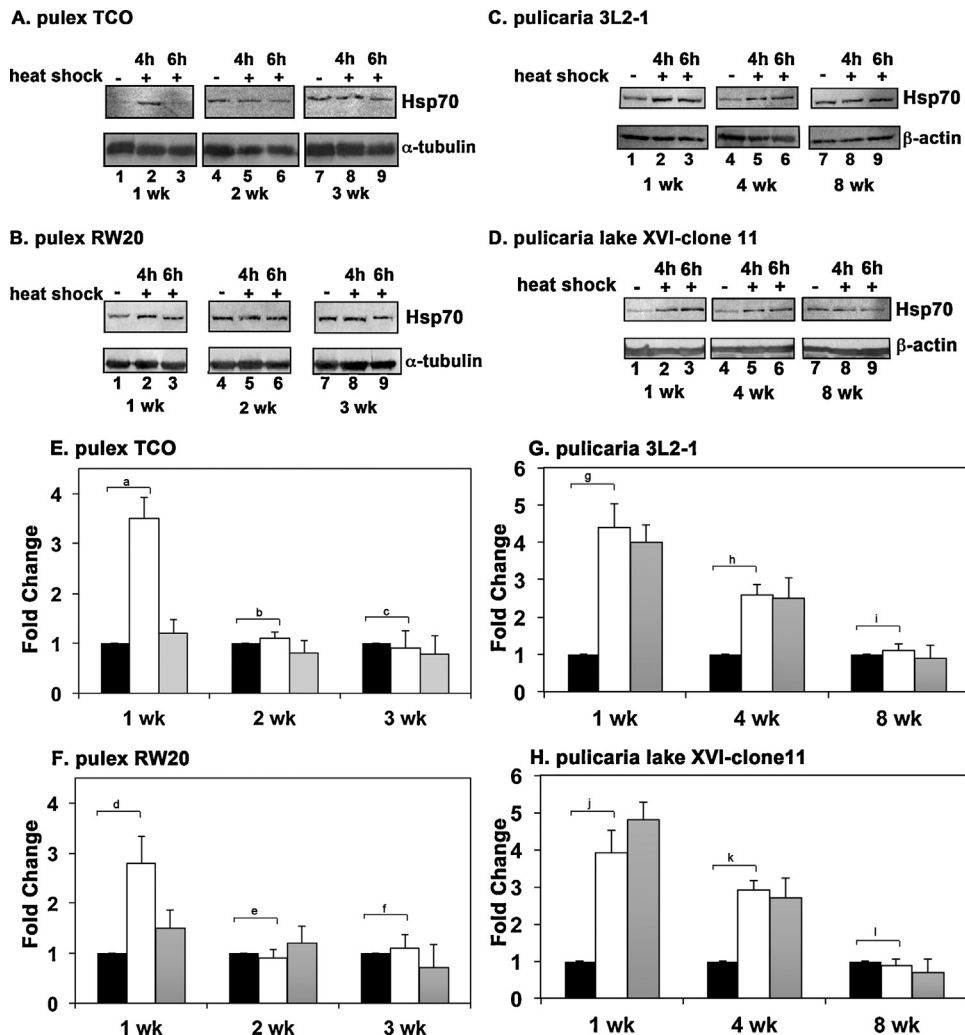 A. pulex TCO
4h 6h
heat shock - + +
Hsp70
α-tubulin
1 2 3 4 5 6 7 8 9
1 wk 2 wk 3 wk
B. pulex RW20
4h 6h 4h 6h 4h 6h
heat shock - + + - + + - + +
Hsp70
α-tubulin
1 2 3 4 5 6 7 8 9
1 wk 2 wk 3 wk
C. pulicaria 3L2-1
4h 6h 4h 6h 4h 6h
heat shock - + + - + + - + +
Hsp70
β-actin
1 2 3 4 5 6 7 8 9
1 wk 4 wk 8 wk
D. pulicaria lake XVI-clone 11
4h 6h 4h 6h 4h 6h
heat shock - + + - + + - + +
Hsp70
β-actin
1 2 3 4 5 6 7 8 9
1 wk 4 wk 8 wk
E. pulex TCO
Fold Change
4
3
2
1
0
a
b
c
1 wk 2 wk 3 wk
F. pulex RW20
Fold Change
4
3
2
1
0
d
e
f
1 wk 2 wk 3 wk
G. pulicaria 3L2-1
Fold Change
6
5
4
3
2
1
0
g
h
i
1 wk 4 wk 8 wk
H. pulicaria lake XVI-clone11
Fold Change
6
5
4
3
2
1
0
j
k
l
1 wk 4 wk 8 wk